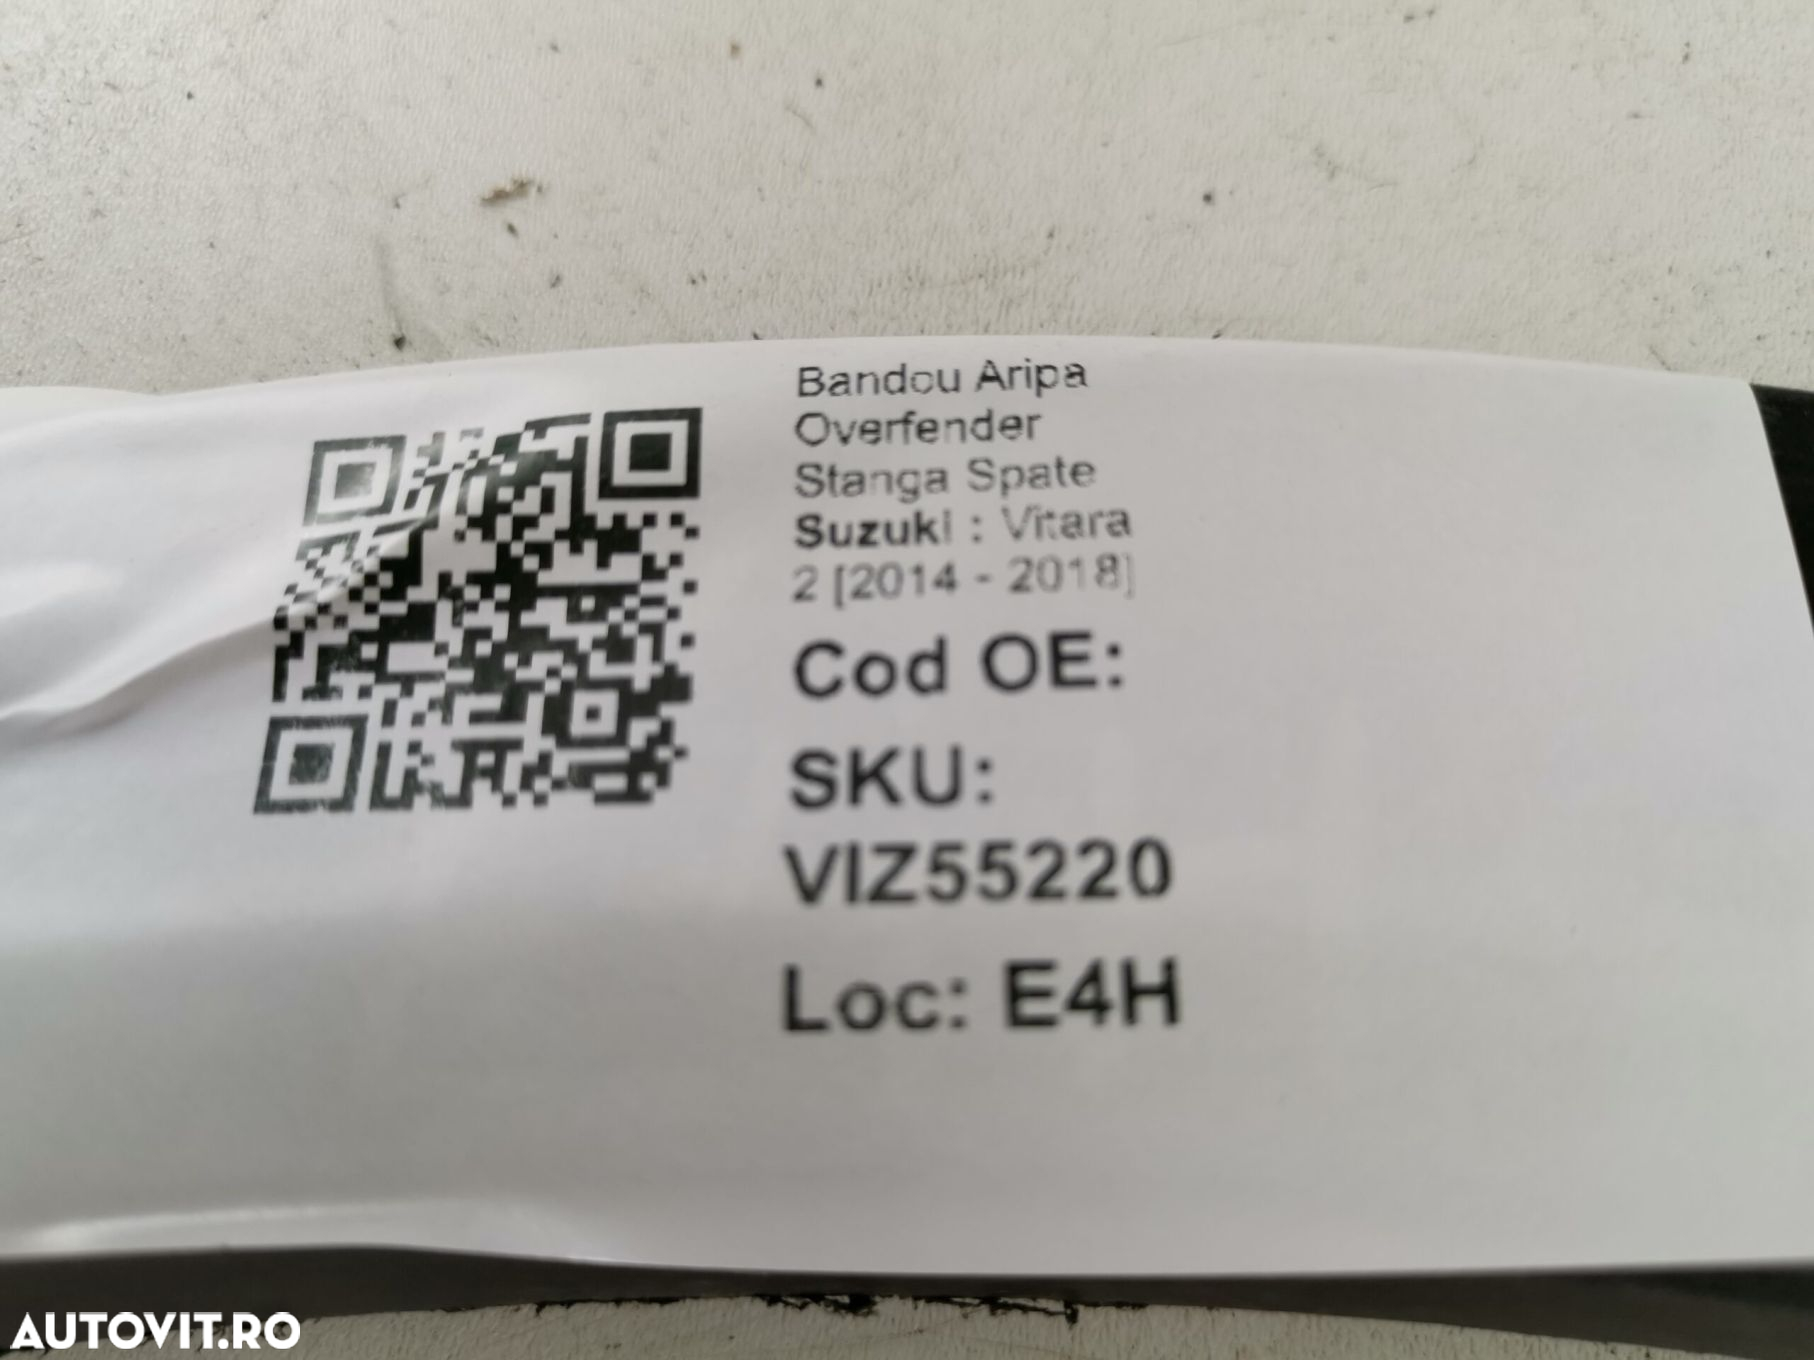 Bandou Aripa
Overfender
Stanga Spate
Suzuki : Vitara
2 [2014 - 2018]
Cod OE:
SKU:
VIZ55220
Loc: E4H
AUTOVIT.RO